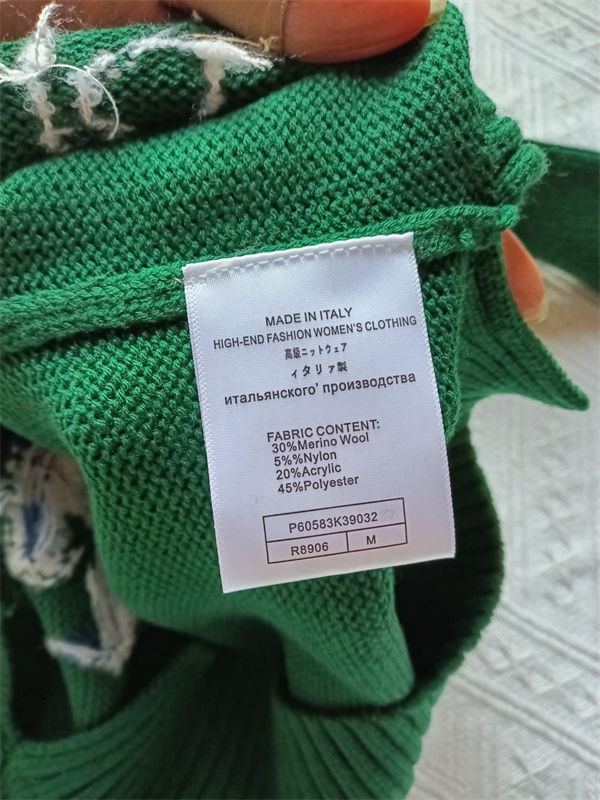 MADE IN ITALY
HIGH-END FASHION WOMEN'S CLOTHING
高級ニットウェア
イタリア製
итальянского' производства
FABRIC CONTENT:
30%Merino Wool
5%%Nylon
20%Acrylic
45%Polyester
P60583K39032
R8906 M